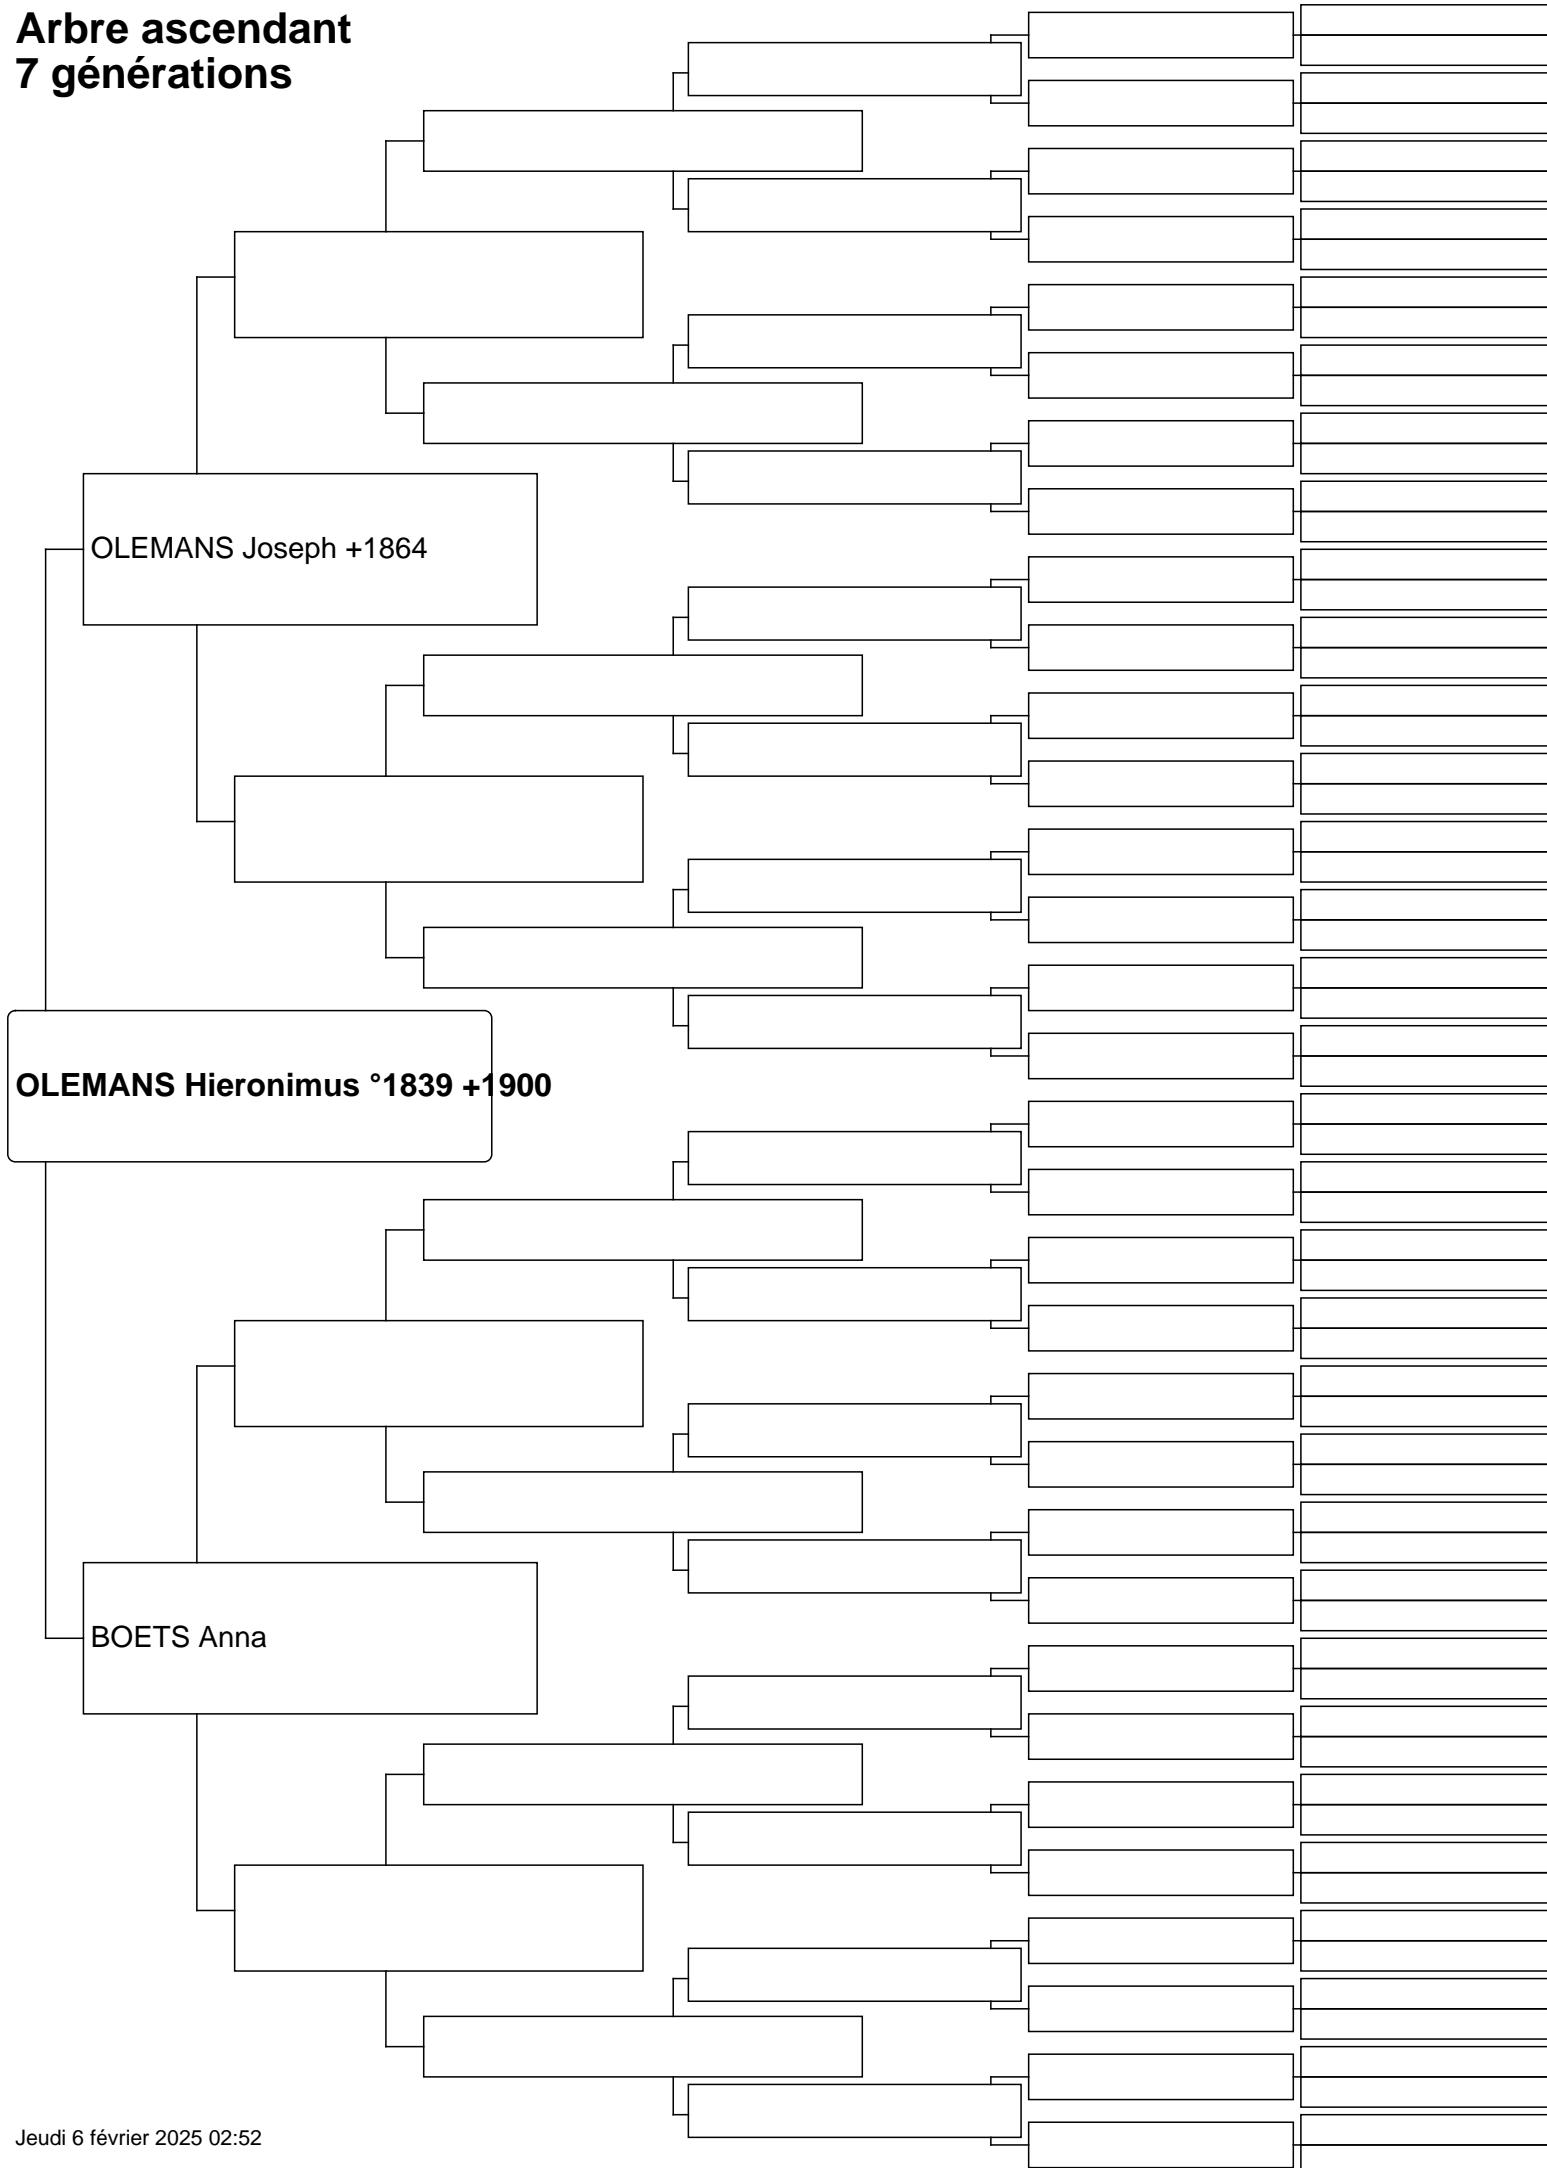 Arbre ascendant
7 générations
OLEMANS Joseph +1864
OLEMANS Hieronimus °1839 +1900
BOETS Anna
Jeudi 6 février 2025 02:52